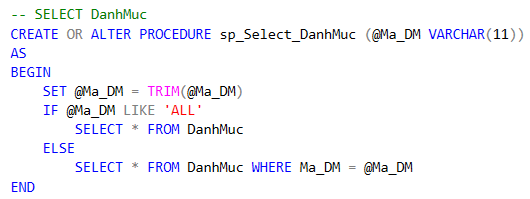 -- SELECT DanhMuc
CREATE OR ALTER PROCEDURE sp_Select_DanhMuc (@Ma_DM VARCHAR(11))
AS
BEGIN
    SET @Ma_DM = TRIM(@Ma_DM)
    IF @Ma_DM LIKE 'ALL'
        SELECT * FROM DanhMuc
    ELSE
        SELECT * FROM DanhMuc WHERE Ma_DM = @Ma_DM
END